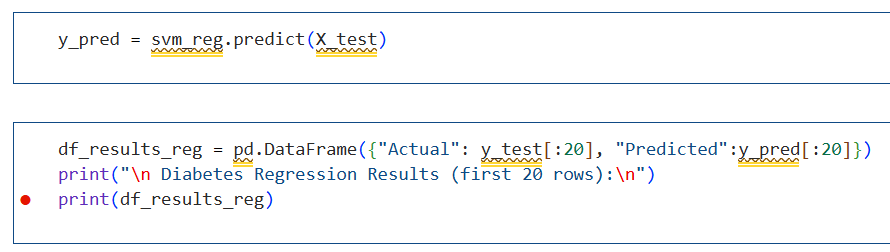 y_pred = svm_reg.predict(X_test)
df_results_reg = pd.DataFrame({"Actual": y_test[:20], "Predicted":y_pred[:20]})
print("\n Diabetes Regression Results (first 20 rows):\n")
print(df_results_reg)